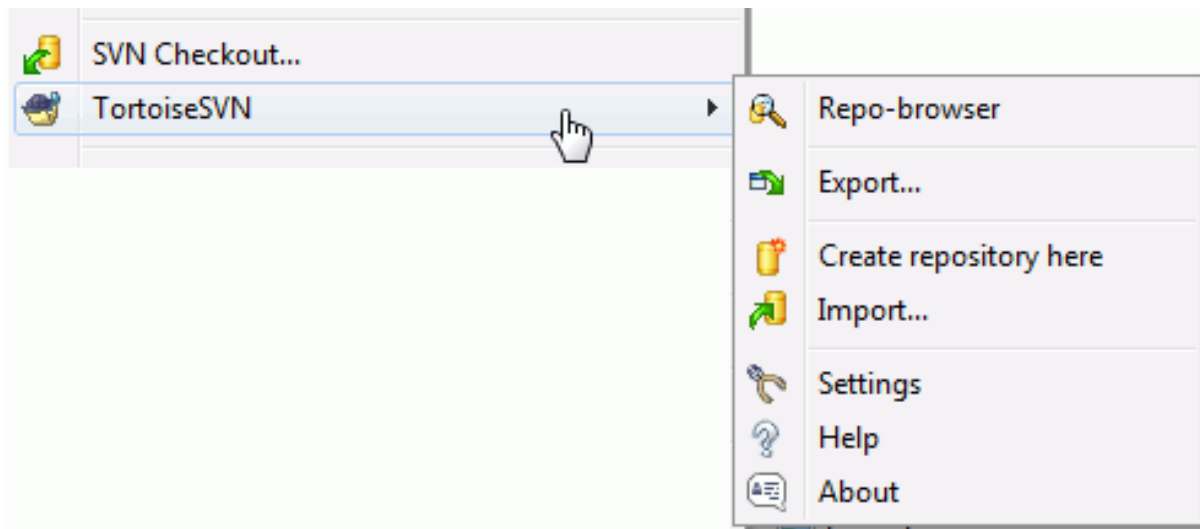 SVN Checkout...
TortoiseSVN
Repo-browser
Export...
Create repository here
Import...
Settings
Help
About